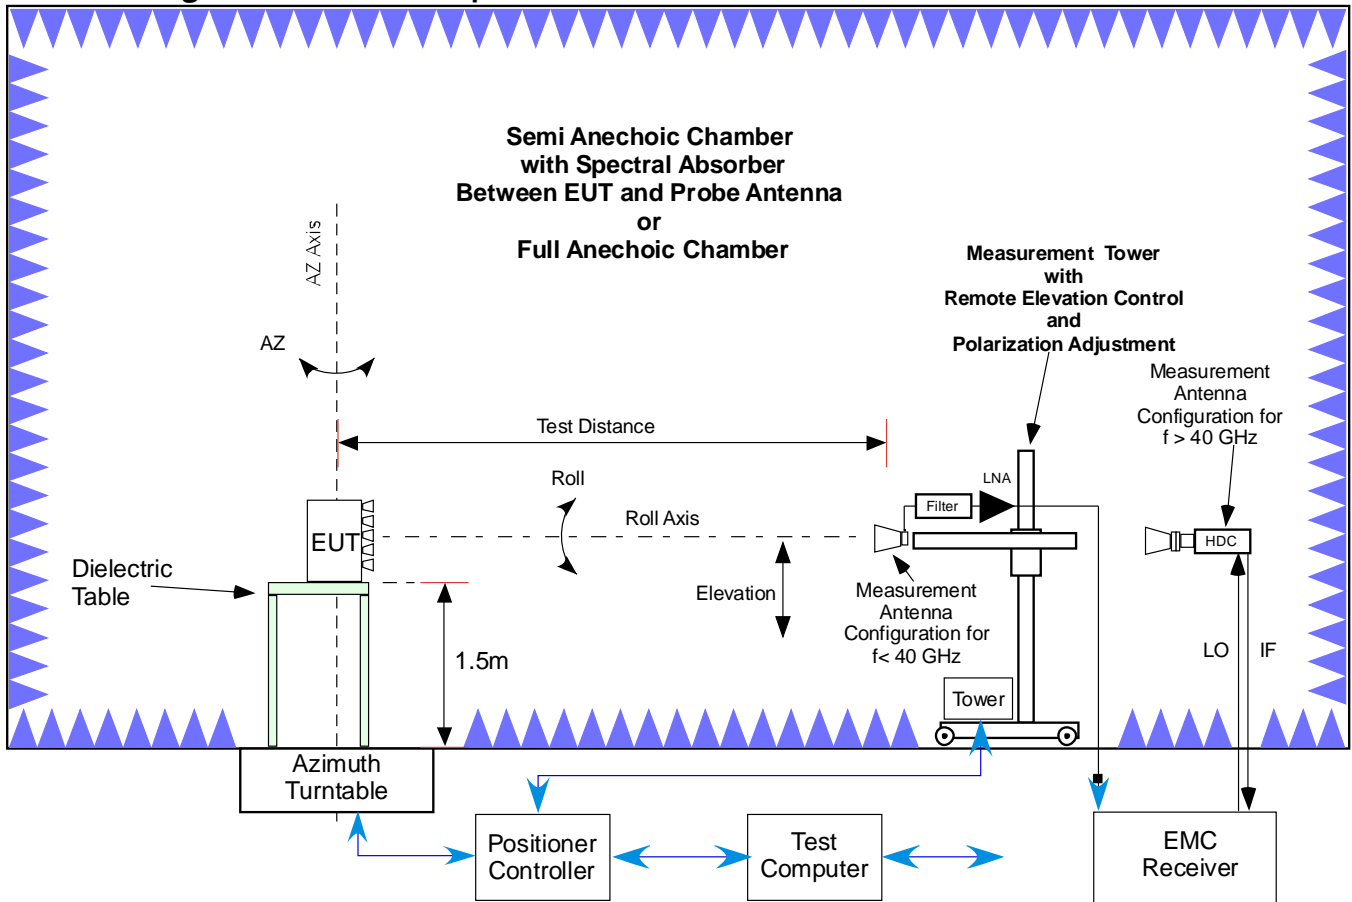 Semi Anechoic Chamber
with Spectral Absorber
Between EUT and Probe Antenna
or
Full Anechoic Chamber
AZ Axis
AZ
Measurement Tower
with
Remote Elevation Control
and
Polarization Adjustment
Measurement
Antenna
Configuration for
f > 40 GHz
Test Distance
Roll
Roll Axis
LNA
Filter
EUT
HDC
Dielectric
Table
Elevation
Measurement
Antenna
Configuration for
f< 40 GHz
1.5m
LO
IF
Tower
Azimuth
Turntable
Positioner
Controller
Test
Computer
EMC
Receiver